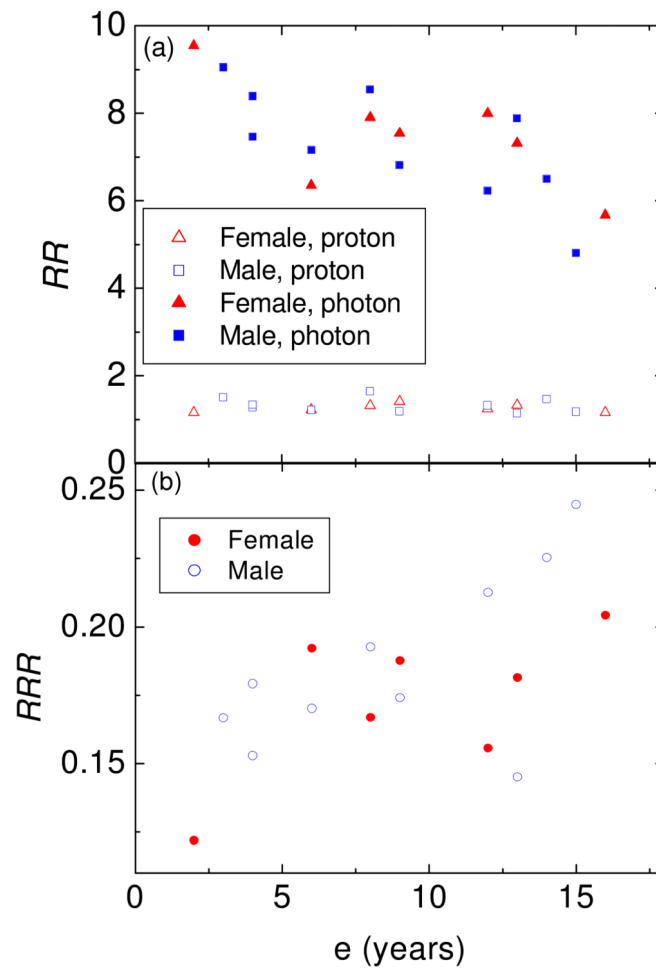 (a)
10
8
6
4
2
0
RR
Female, proton
Male, proton
Female, photon
Male, photon
(b)
0.25
0.20
0.15
RRR
Female
Male
0 5 10 15
e (years)